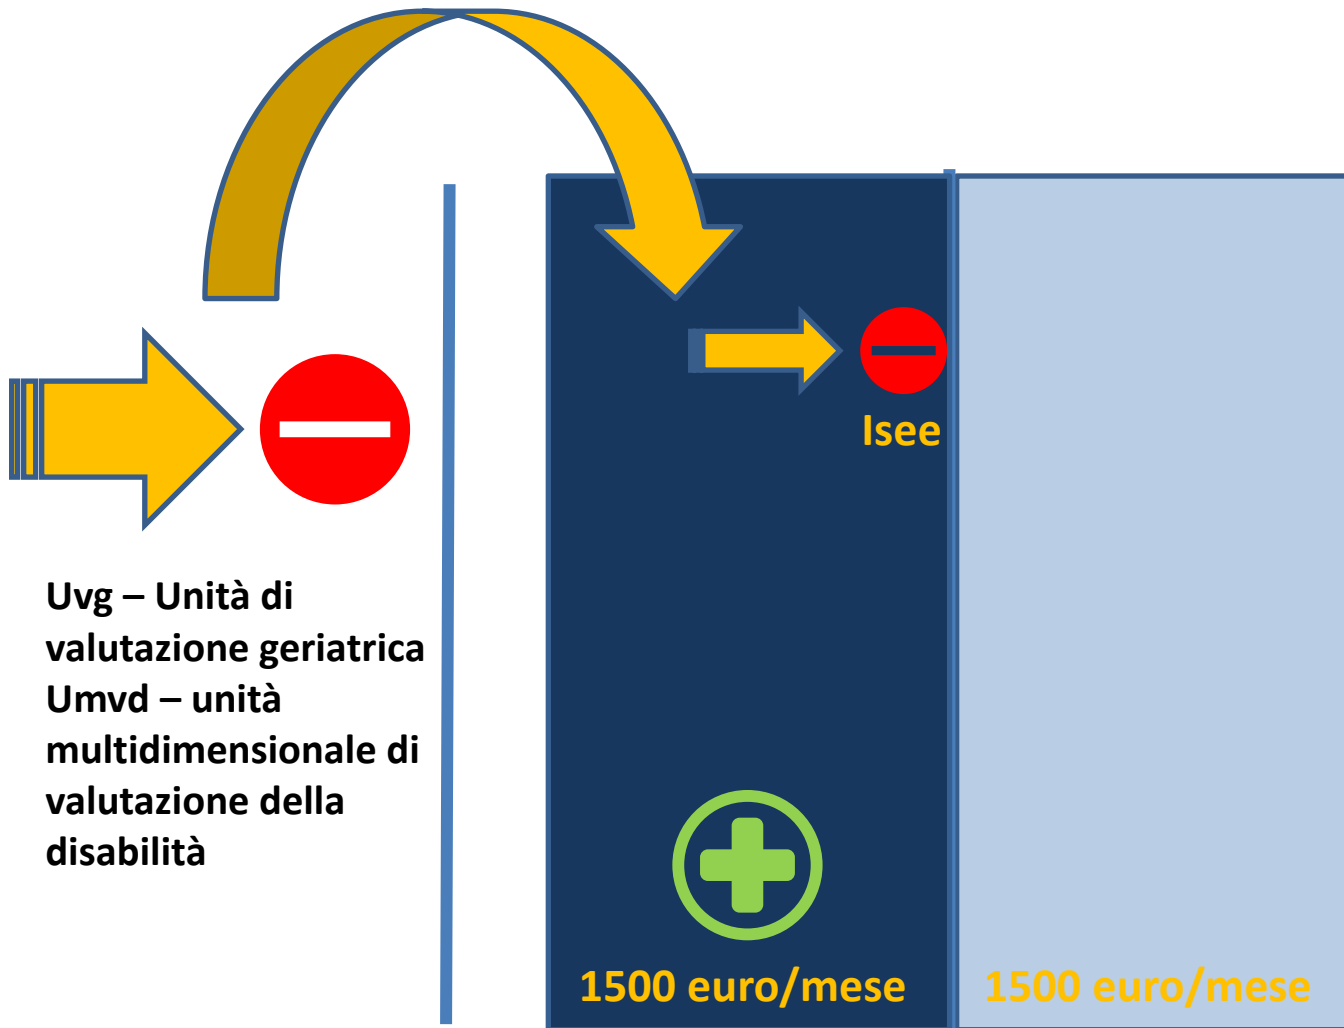 Isee
Uvg – Unità di
valutazione geriatrica
Umvd – unità
multidimensionale di
valutazione della
disabilità
1500 euro/mese
1500 euro/mese